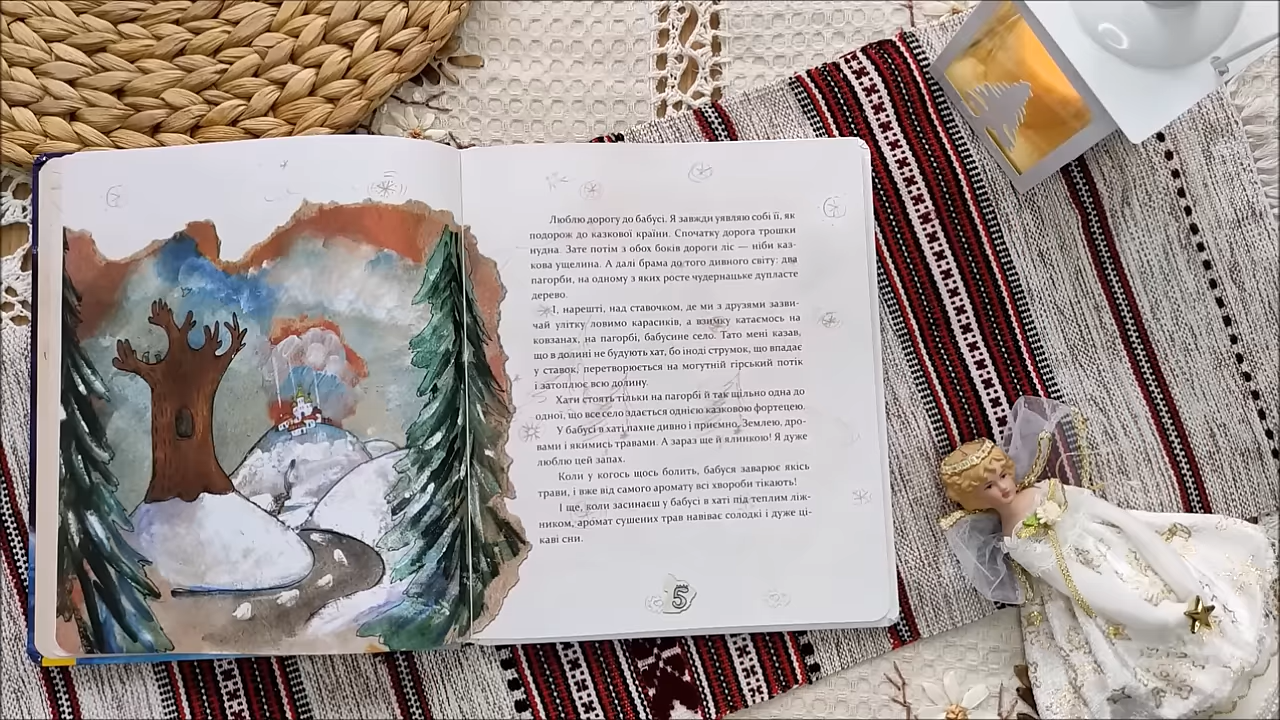 Люблю дорогу до бабусі. Я завжди уявляю собі її, як
подорож до казкової країни. Спочатку дорога трошки
нудна. Зате потім з обох боків дороги ліс — ніби каз-
кова ущелина. А далі брама до того дивного світу: два
пагорби, на одному з яких росте чудернацьке дупласте
дерево.
І, нарешті, над ставочком, де ми з друзями зазви-
чай улітку ловимо карасиків, а взимку катаємось на
ковзанах, на пагорбі, бабусине село. Тато мені казав,
що в долині не будують хат, бо іноді струмок, що впадає
у ставок, перетворюється на могутній гірський потік
і затоплює всю долину.
Хати стоять тільки на пагорбі й так щільно одна до
одної, що все село здається однією казковою фортецею.
У бабусі в хаті пахне дивно і приємно. Землею, дро-
вами і якимись травами. А зараз ще й ялинкою! Я дуже
люблю цей запах.
Коли у когось щось болить, бабуся заварює якісь
трави, і вже від самого аромату всі хвороби тікають!
І ще, коли засинаєш у бабусі в хаті під теплим ліж-
ником, аромат сушених трав навіває солодкі і дуже ці-
каві сни.
5